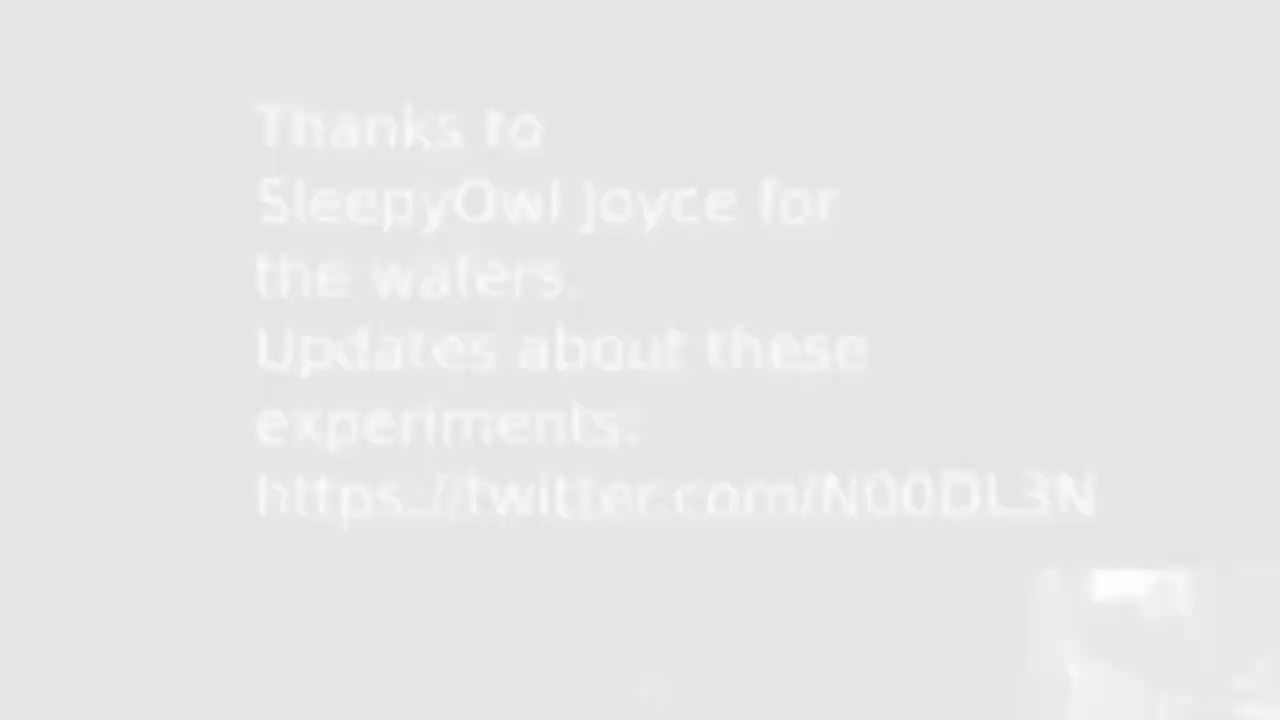 Thanks to
SleepyOwl Joyce for
the wafers.
Updates about these
experiments:
https://twitter.com/N00DL3N